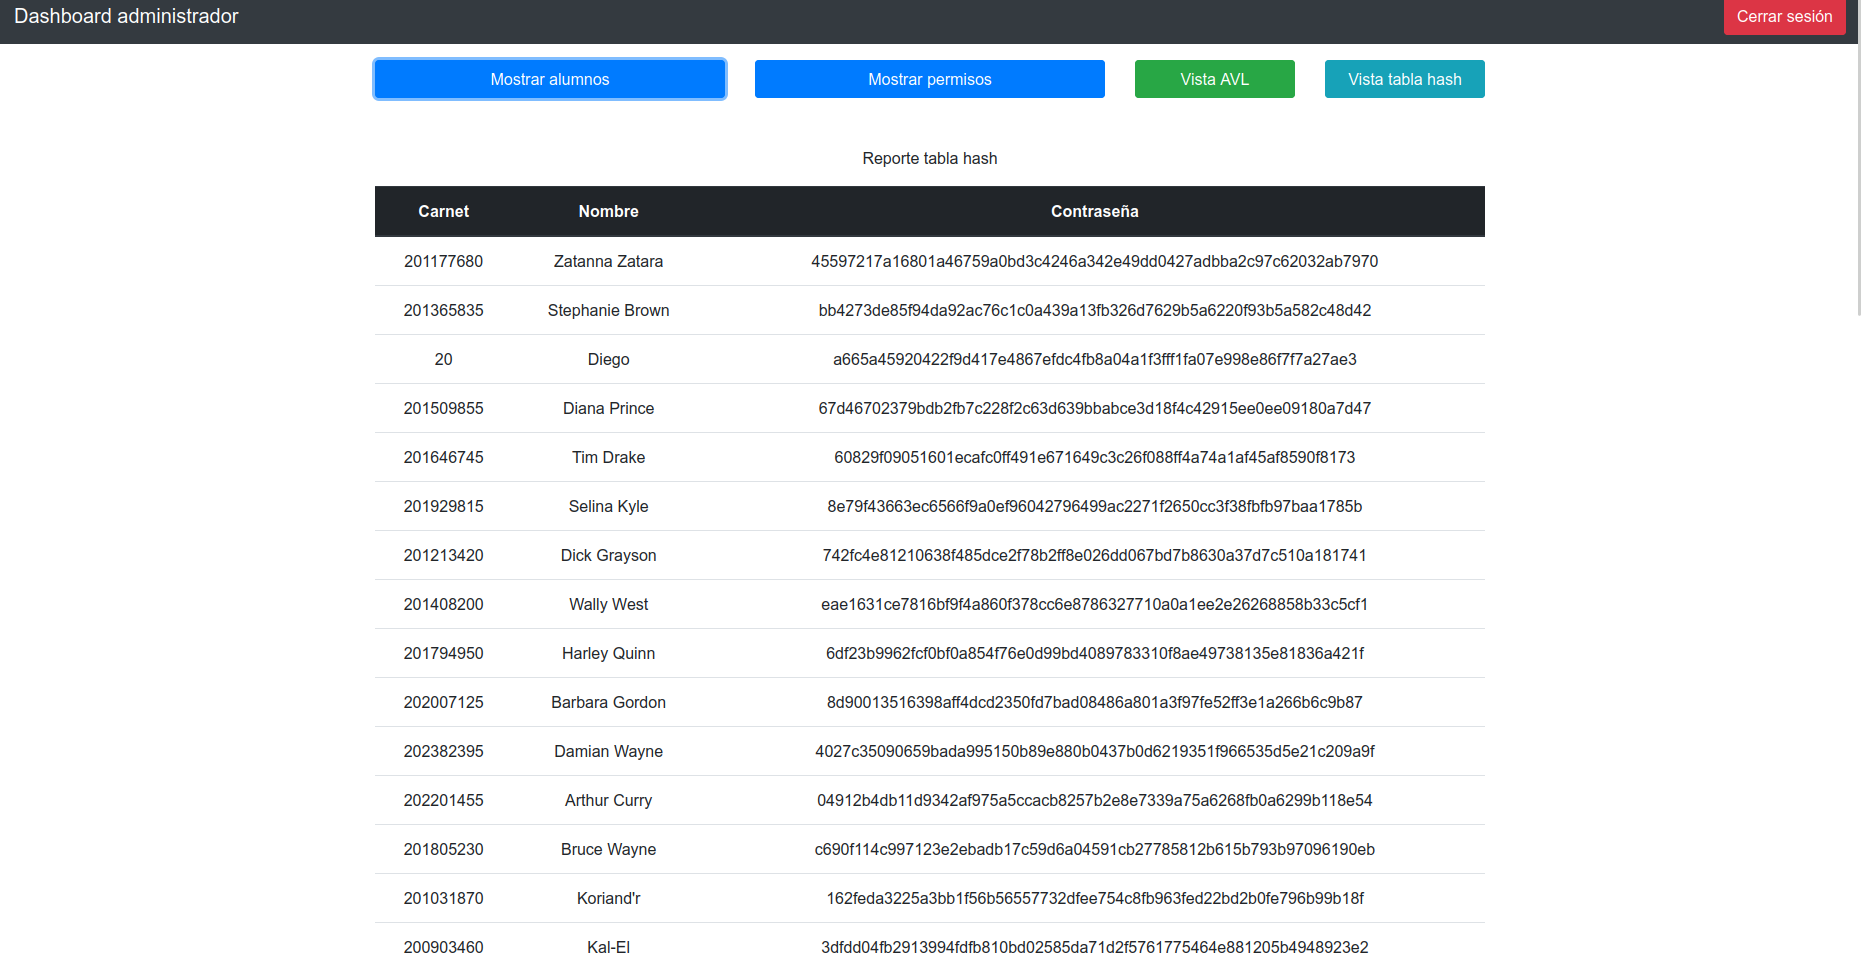 Dashboard administrador
Cerrar sesión
Mostrar alumnos Mostrar permisos Vista AVL Vista tabla hash
Reporte tabla hash
Carnet Nombre Contraseña
201177680 Zatanna Zatara 45597217a16801a46759a0bd3c4246a342e49dd0427adbba2c97c62032ab7970
201365835 Stephanie Brown bb4273de85f94da92ac76c1c0a439a13fb326d7629b5a6220f93b5a582c48d42
20 Diego a665a45920422f9d417e4867efdc4fb8a04a1f3fff1fa07e998e86f7f7a27ae3
201509855 Diana Prince 67d46702379bdb2fb7c228f2c63d639bbabce3d18f4c42915ee0ee09180a7d47
201646745 Tim Drake 60829f09051601ecafc0ff491e671649c3c26f088ff4a74a1af45af8590f8173
201929815 Selina Kyle 8e79f43663ec6566f9a0ef96042796499ac2271f2650cc3f38fbfb97baa1785b
201213420 Dick Grayson 742fc4e81210638f485dce2f78b2ff8e026dd067bd7b8630a37d7c510a181741
201408200 Wally West eae1631ce7816bf9f4a860f378cc6e8786327710a0a1ee2e26268858b33c5cf1
201794950 Harley Quinn 6df23b9962fcf0bf0a854f76e0d99bd4089783310f8ae49738135e81836a421f
202007125 Barbara Gordon 8d90013516398aff4dcd2350fd7bad08486a801a3f97fe52ff3e1a266b6c9b87
202382395 Damian Wayne 4027c35090659bada995150b89e880b0437b0d6219351f966535d5e21c209a9f
202201455 Arthur Curry 04912b4db11d9342af975a5ccacb8257b2e8e7339a75a6268fb0a6299b118e54
201805230 Bruce Wayne c690f114c997123e2ebadb17c59d6a04591cb27785812b615b793b97096190eb
201031870 Koriand'r 162feda3225a3bb1f56b56557732dfee754c8fb963fed22bd2b0fe796b99b18f
200903460 Kal-El 3dfdd04fb2913994fdfb810bd02585da71d2f5761775464e881205b4948923e2